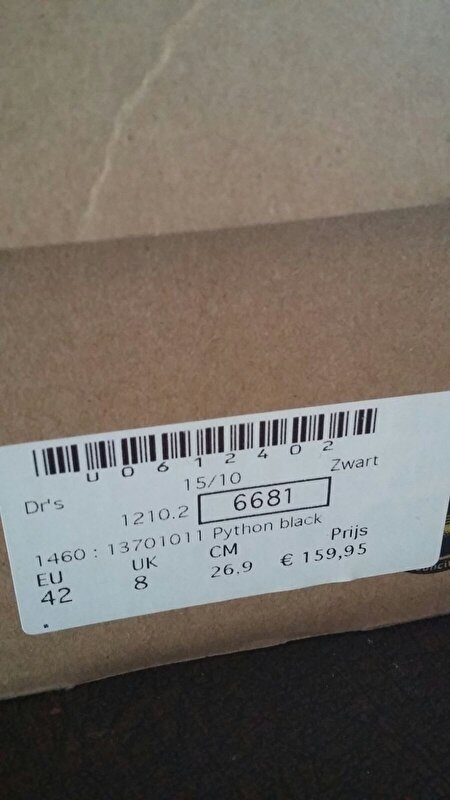 U0612402
15/10 Zwart
Dr's 1210.2 6681
1460 : 13701011 Python black
EU UK CM Prijs
42 8 26.9 € 159,95